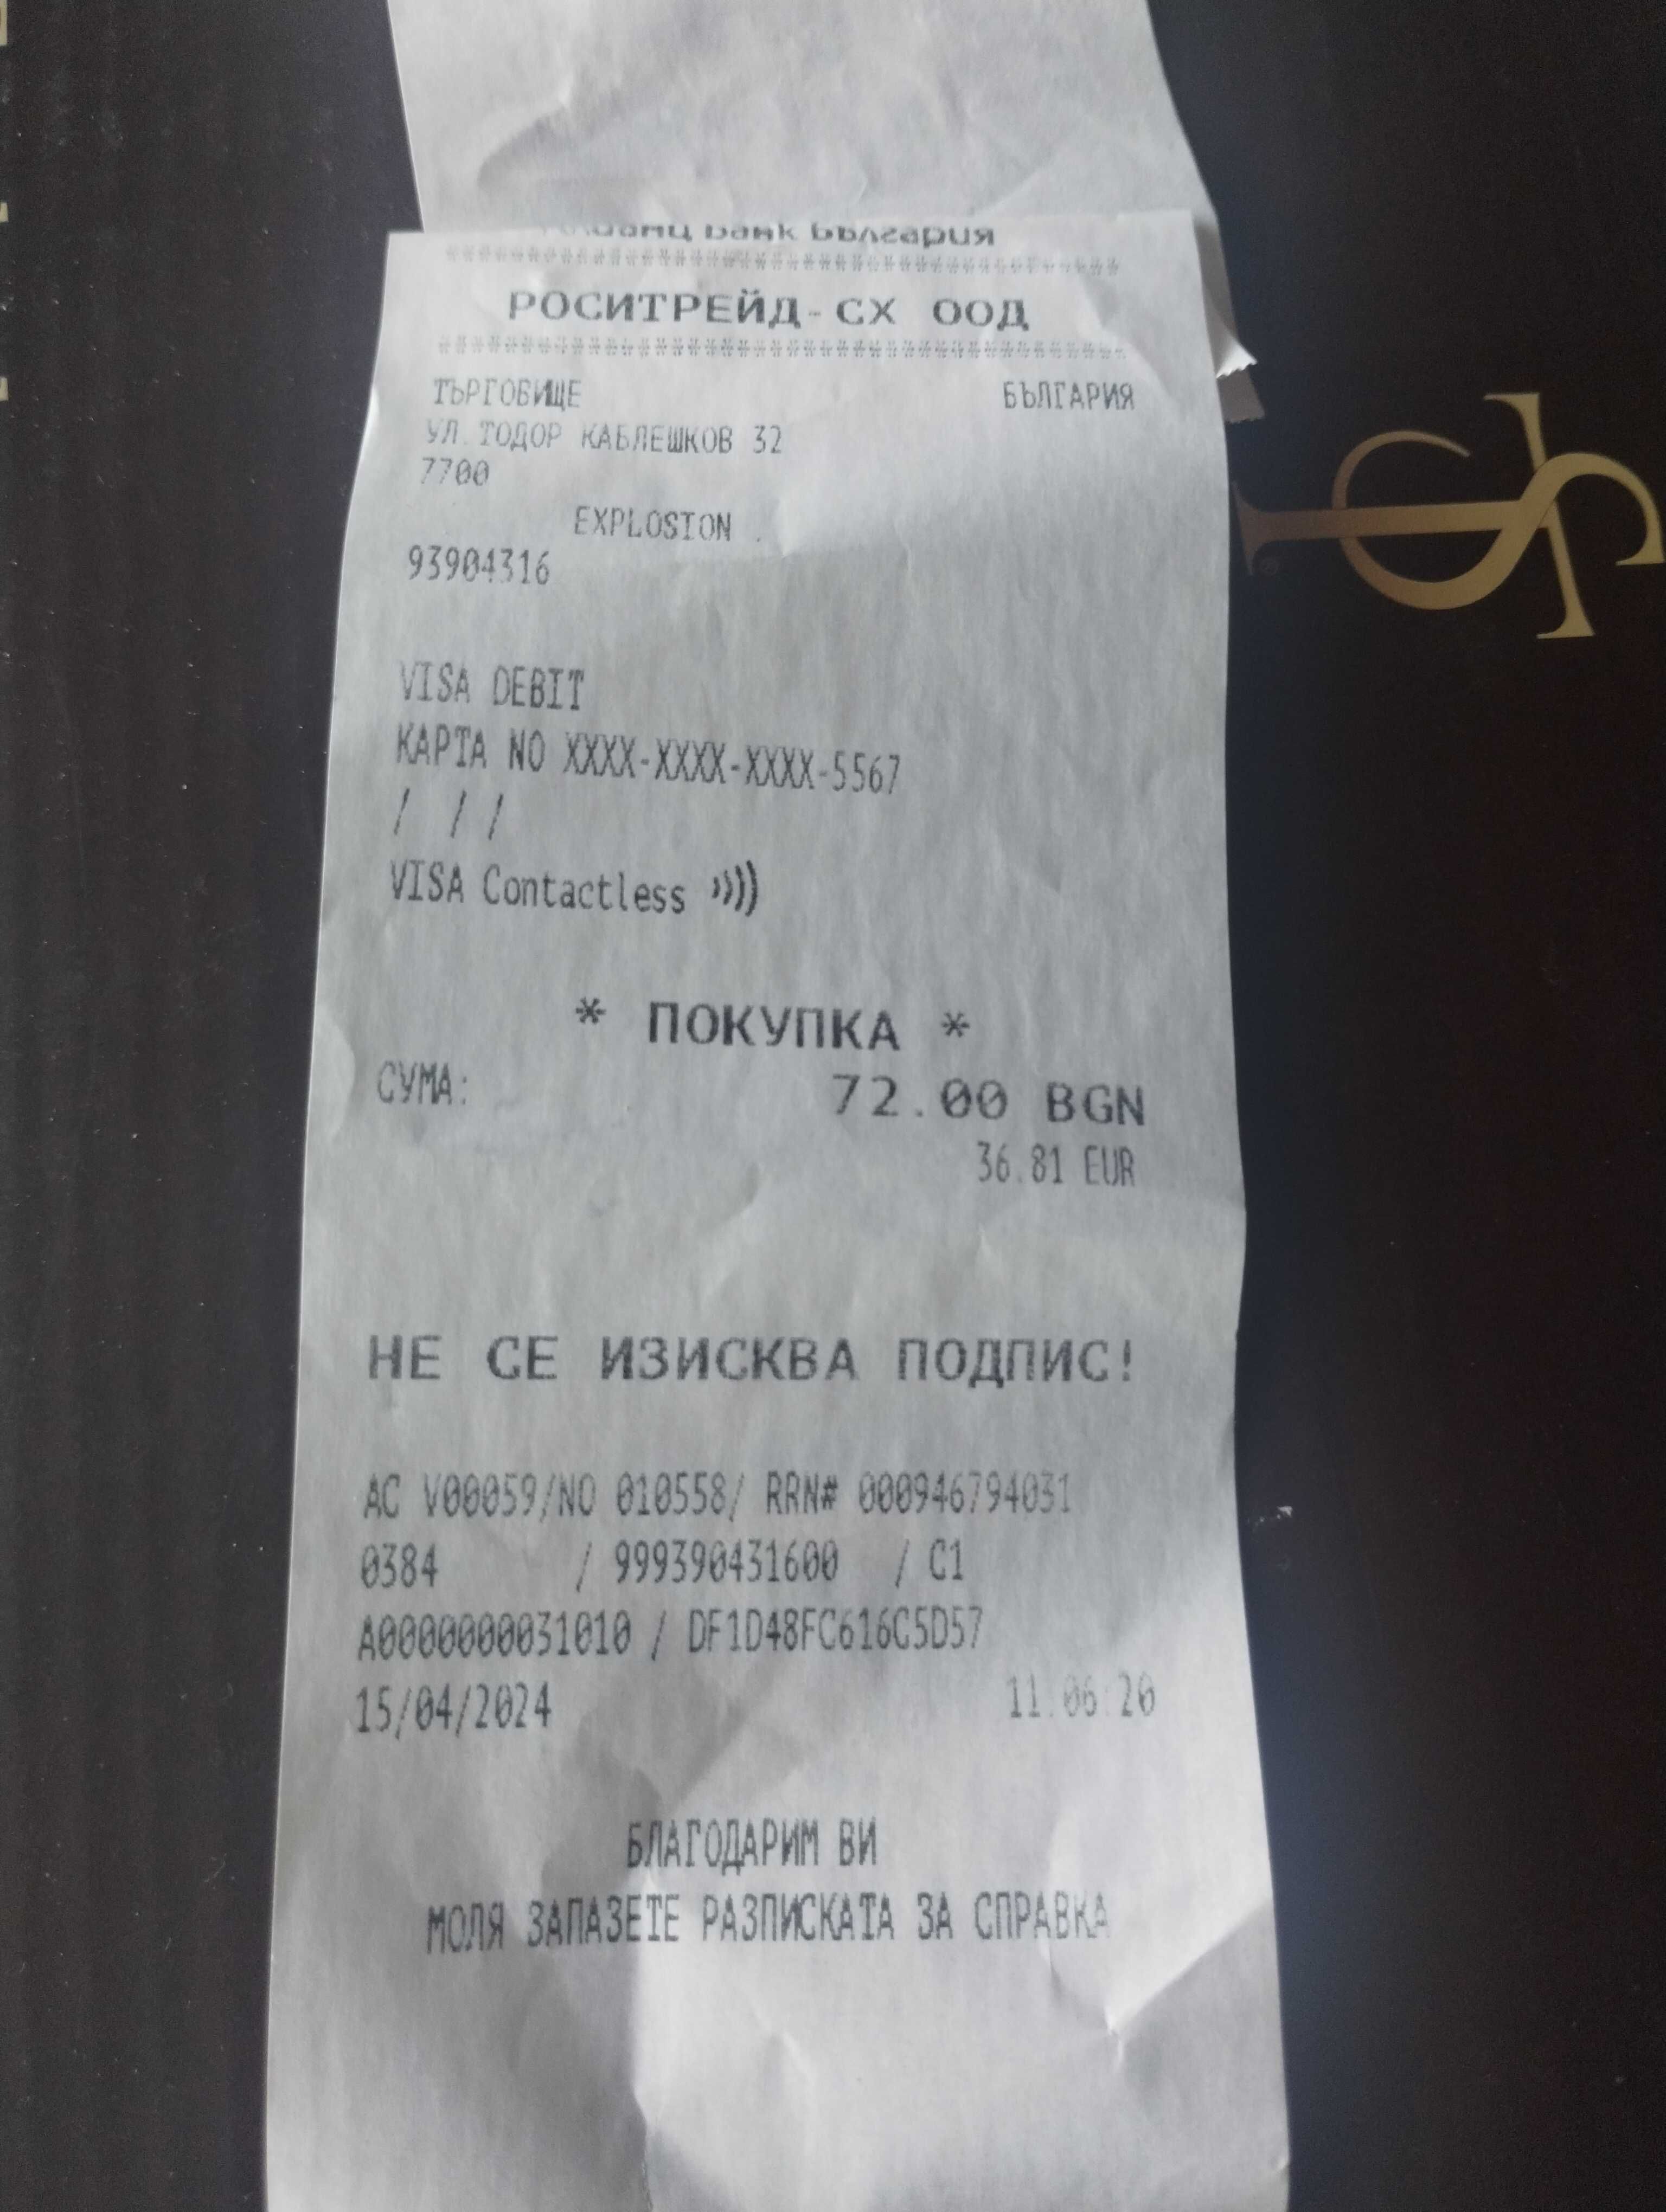 Банк България
******************************************
РОСИТРЕЙД-СХ ООД
******************************************
ТЪРГОВИЩЕ БЪЛГАРИЯ
УЛ.ТОДОР КАБЛЕШКОВ 32
7700
EXPLOSION .
93904316
VISA DEBIT
КАРТА NO XXXX-XXXX-XXXX-5567
/ / /
VISA Contactless
* ПОКУПКА *
СУМА: 72.00 BGN
36.81 EUR
НЕ СЕ ИЗИСКВА ПОДПИС!
AC V00059/NO 010558/ RRN# 000946794031
0384 / 999390431600 / C1
A0000000031010 / DF1D48FC616C5D57
15/04/2024 11:06:20
БЛАГОДАРИМ ВИ
МОЛЯ ЗАПАЗЕТЕ РАЗПИСКАТА ЗА СПРАВКА